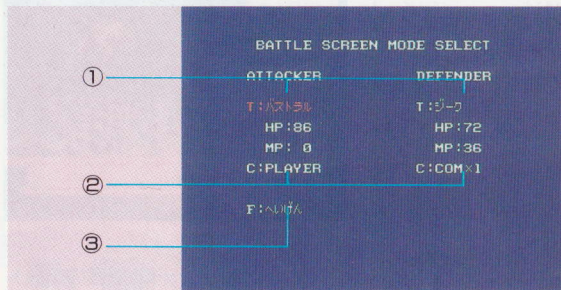 BATTLE SCREEN MODE SELECT
① ATTACKER DEFENDER
T:パストラル T:ジーク
HP:86 HP:72
MP: 0 MP:36
② C:PLAYER C:COM×1
F:へいげん
③